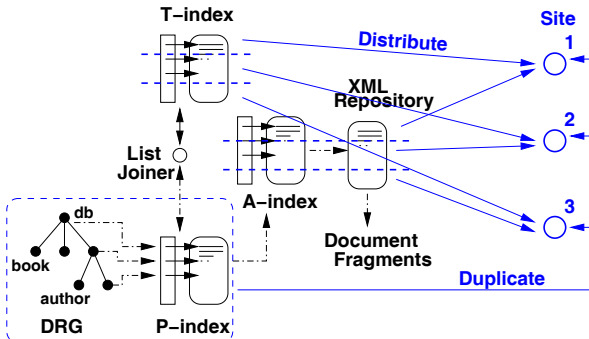 T-index
Site
1
Distribute
XML
Repository
2
List
Joiner
A-index
3
db
Document
Fragments
book
Duplicate
author
DRG
P-index